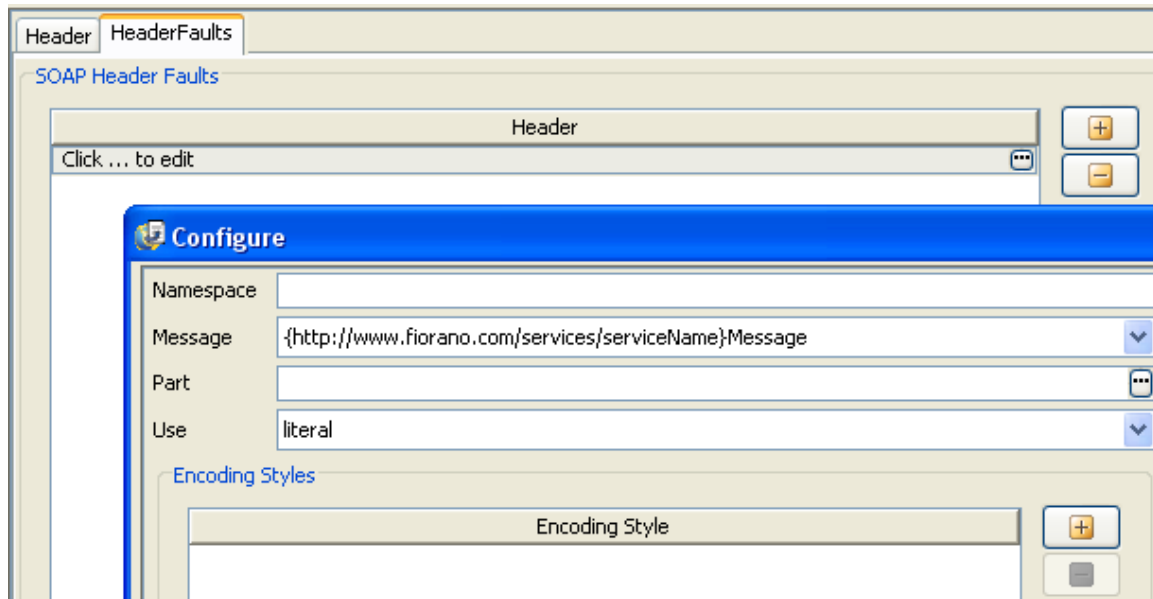 Header HeaderFaults
SOAP Header Faults
Header
Click ... to edit
Configure
Namespace
Message {http://www.fiorano.com/services/serviceName}Message
Part
Use literal
Encoding Styles
Encoding Style